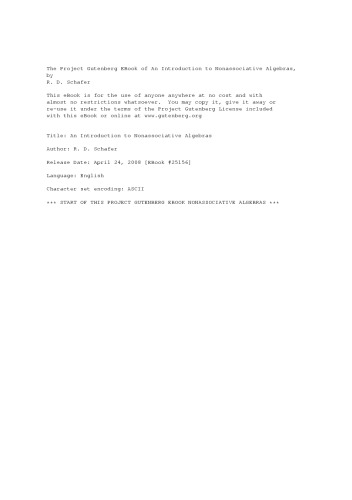 The Project Gutenberg EBook of An Introduction to Nonassociative Algebras,
by
R. D. Schafer
This eBook is for the use of anyone anywhere at no cost and with
almost no restrictions whatsoever. You may copy it, give it away or
re-use it under the terms of the Project Gutenberg License included
with this eBook or online at www.gutenberg.org
Title: An Introduction to Nonassociative Algebras
Author: R. D. Schafer
Release Date: April 24, 2008 [EBook #25156]
Language: English
Character set encoding: ASCII
*** START OF THIS PROJECT GUTENBERG EBOOK NONASSOCIATIVE ALGEBRAS ***